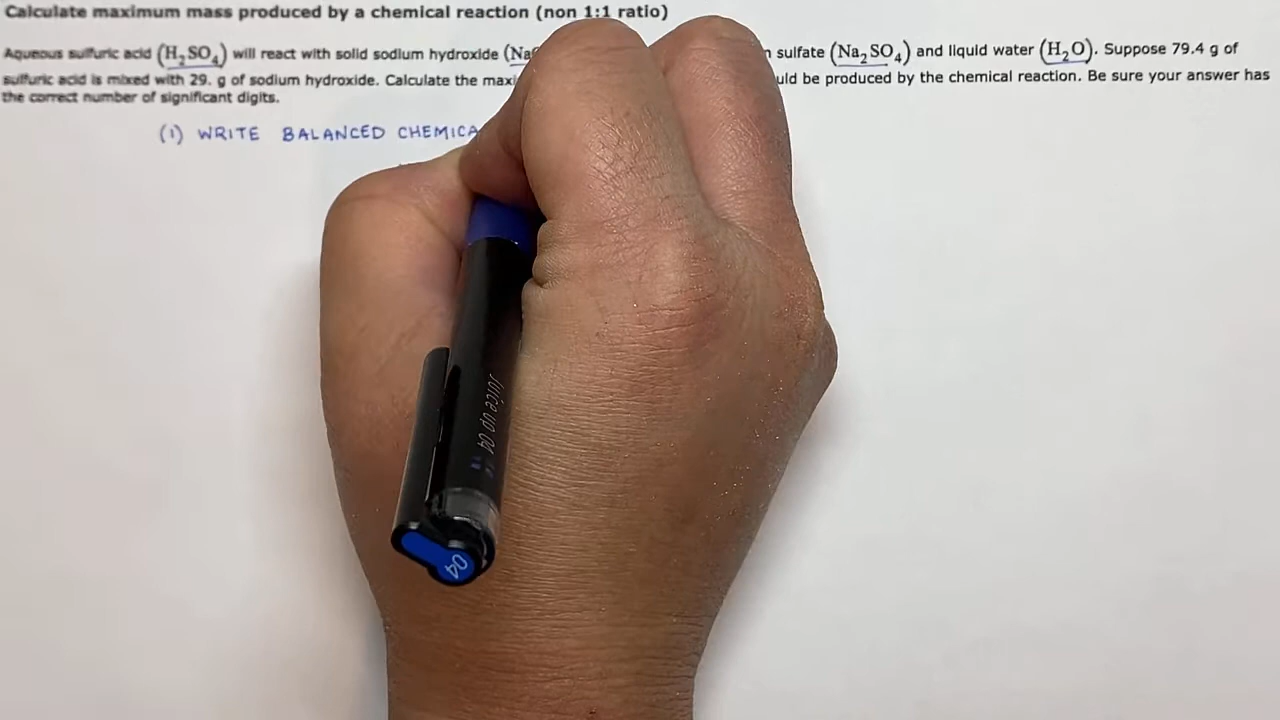 Calculate maximum mass produced by a chemical reaction (non 1:1 ratio)
Aqueous sulfuric acid (H₂SO₄) will react with solid sodium hydroxide (Na sulfate (Na₂SO₄) and liquid water (H₂O). Suppose 79.4 g of
sulfuric acid is mixed with 29. g of sodium hydroxide. Calculate the be produced by the chemical reaction. Be sure your answer has
the correct number of significant digits.
(1) WRITE BALANCED CHEMICA
Juice up 04
04